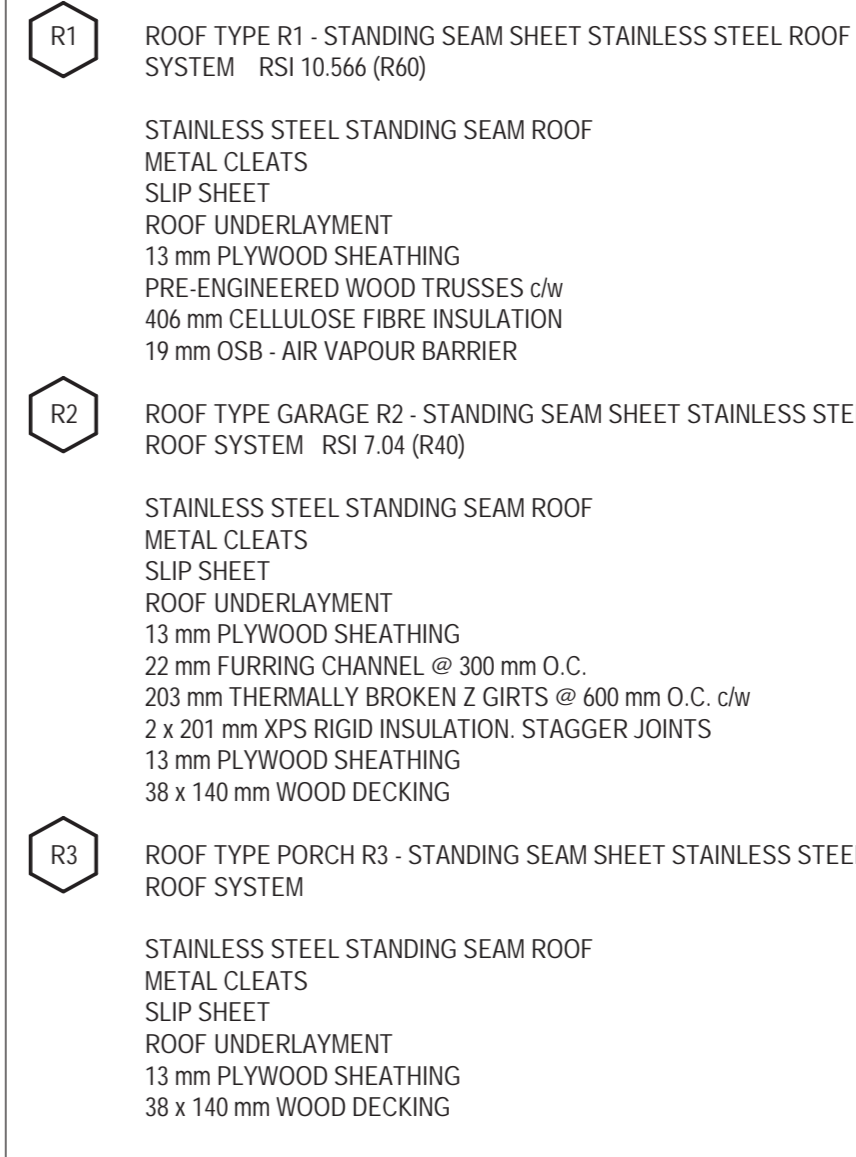 R1
ROOF TYPE R1 - STANDING SEAM SHEET STAINLESS STEEL ROOF
SYSTEM RSI 10.566 (R60)
STAINLESS STEEL STANDING SEAM ROOF
METAL CLEATS
SLIP SHEET
ROOF UNDERLAYMENT
13 mm PLYWOOD SHEATHING
PRE-ENGINEERED WOOD TRUSSES c/w
406 mm CELLULOSE FIBRE INSULATION
19 mm OSB - AIR VAPOUR BARRIER
R2
ROOF TYPE GARAGE R2 - STANDING SEAM SHEET STAINLESS STE
ROOF SYSTEM RSI 7.04 (R40)
STAINLESS STEEL STANDING SEAM ROOF
METAL CLEATS
SLIP SHEET
ROOF UNDERLAYMENT
13 mm PLYWOOD SHEATHING
22 mm FURRING CHANNEL @ 300 mm O.C.
203 mm THERMALLY BROKEN Z GIRTS @ 600 mm O.C. c/w
2 x 201 mm XPS RIGID INSULATION. STAGGER JOINTS
13 mm PLYWOOD SHEATHING
38 x 140 mm WOOD DECKING
R3
ROOF TYPE PORCH R3 - STANDING SEAM SHEET STAINLESS STEEL
ROOF SYSTEM
STAINLESS STEEL STANDING SEAM ROOF
METAL CLEATS
SLIP SHEET
ROOF UNDERLAYMENT
13 mm PLYWOOD SHEATHING
38 x 140 mm WOOD DECKING